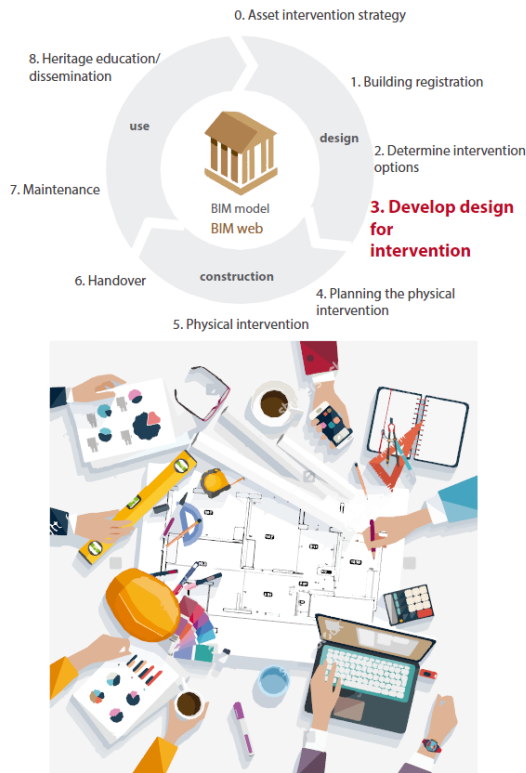 0. Asset intervention strategy
8. Heritage education/
dissemination
1. Building registration
use
design
2. Determine intervention
options
7. Maintenance
BIM model
BIM web
3. Develop design
for
intervention
6. Handover
construction
4. Planning the physical
intervention
5. Physical intervention